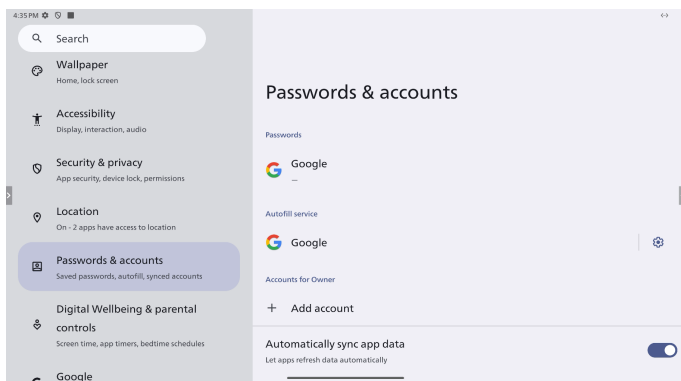 4:35 PM
Search
Wallpaper
Home, lock screen
Accessibility
Display, interaction, audio
Security & privacy
App security, device lock, permissions
Location
On - 2 apps have access to location
Passwords & accounts
Saved passwords, autofill, synced accounts
Digital Wellbeing & parental
controls
Screen time, app timers, bedtime schedules
Google
Passwords & accounts
Passwords
Google
—
Autofill service
Google
Accounts for Owner
+ Add account
Automatically sync app data
Let apps refresh data automatically